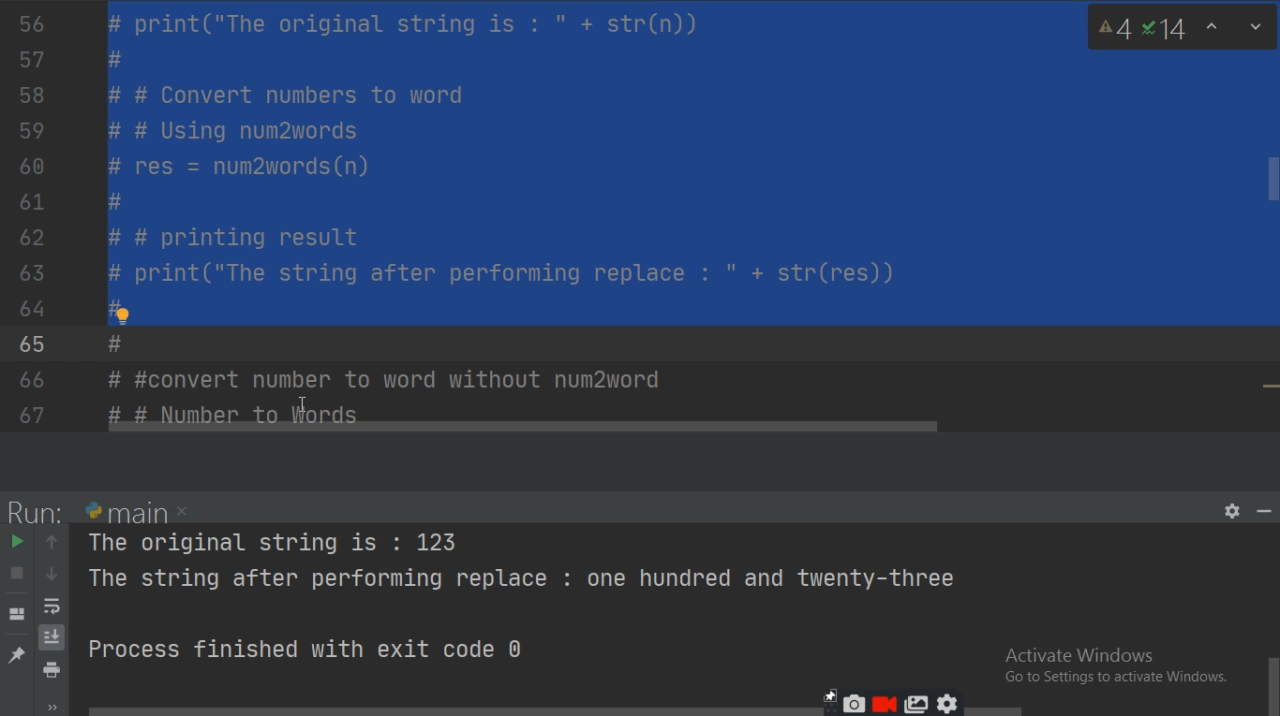 56 # print("The original string is : " + str(n))
4 14
57 #
58 # # Convert numbers to word
59 # # Using num2words
60 # res = num2words(n)
61 #
62 # # printing result
63 # print("The string after performing replace : " + str(res))
64 #
65 #
66 # #convert number to word without num2word
67 # # Number to Words
Run: main ×
The original string is : 123
The string after performing replace : one hundred and twenty-three
Process finished with exit code 0
Activate Windows
Go to Settings to activate Windows.